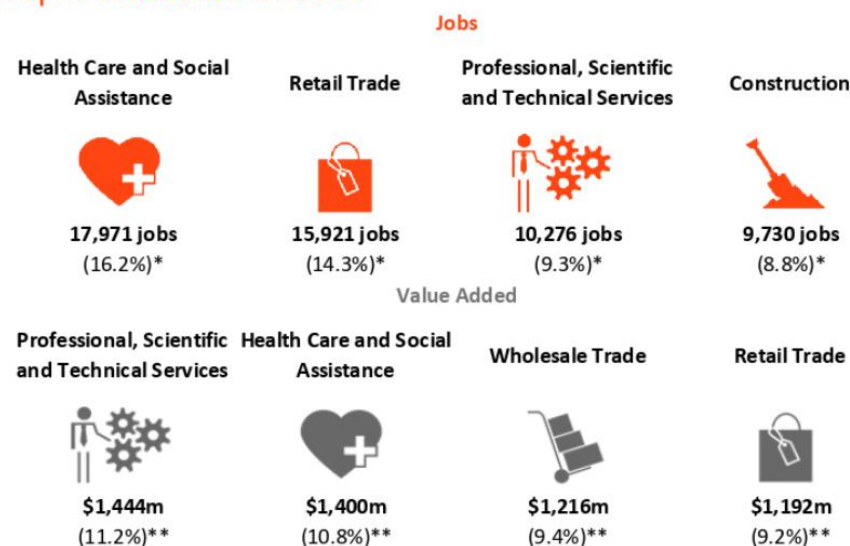 Jobs
Health Care and Social
Assistance
Retail Trade
Professional, Scientific
and Technical Services
Construction
17,971 jobs
(16.2%)*
15,921 jobs
(14.3%)*
10,276 jobs
(9.3%)*
9,730 jobs
(8.8%)*
Value Added
Professional, Scientific
and Technical Services
Health Care and Social
Assistance
Wholesale Trade
Retail Trade
$1,444m
(11.2%)**
$1,400m
(10.8%)**
$1,216m
(9.4%)**
$1,192m
(9.2%)**